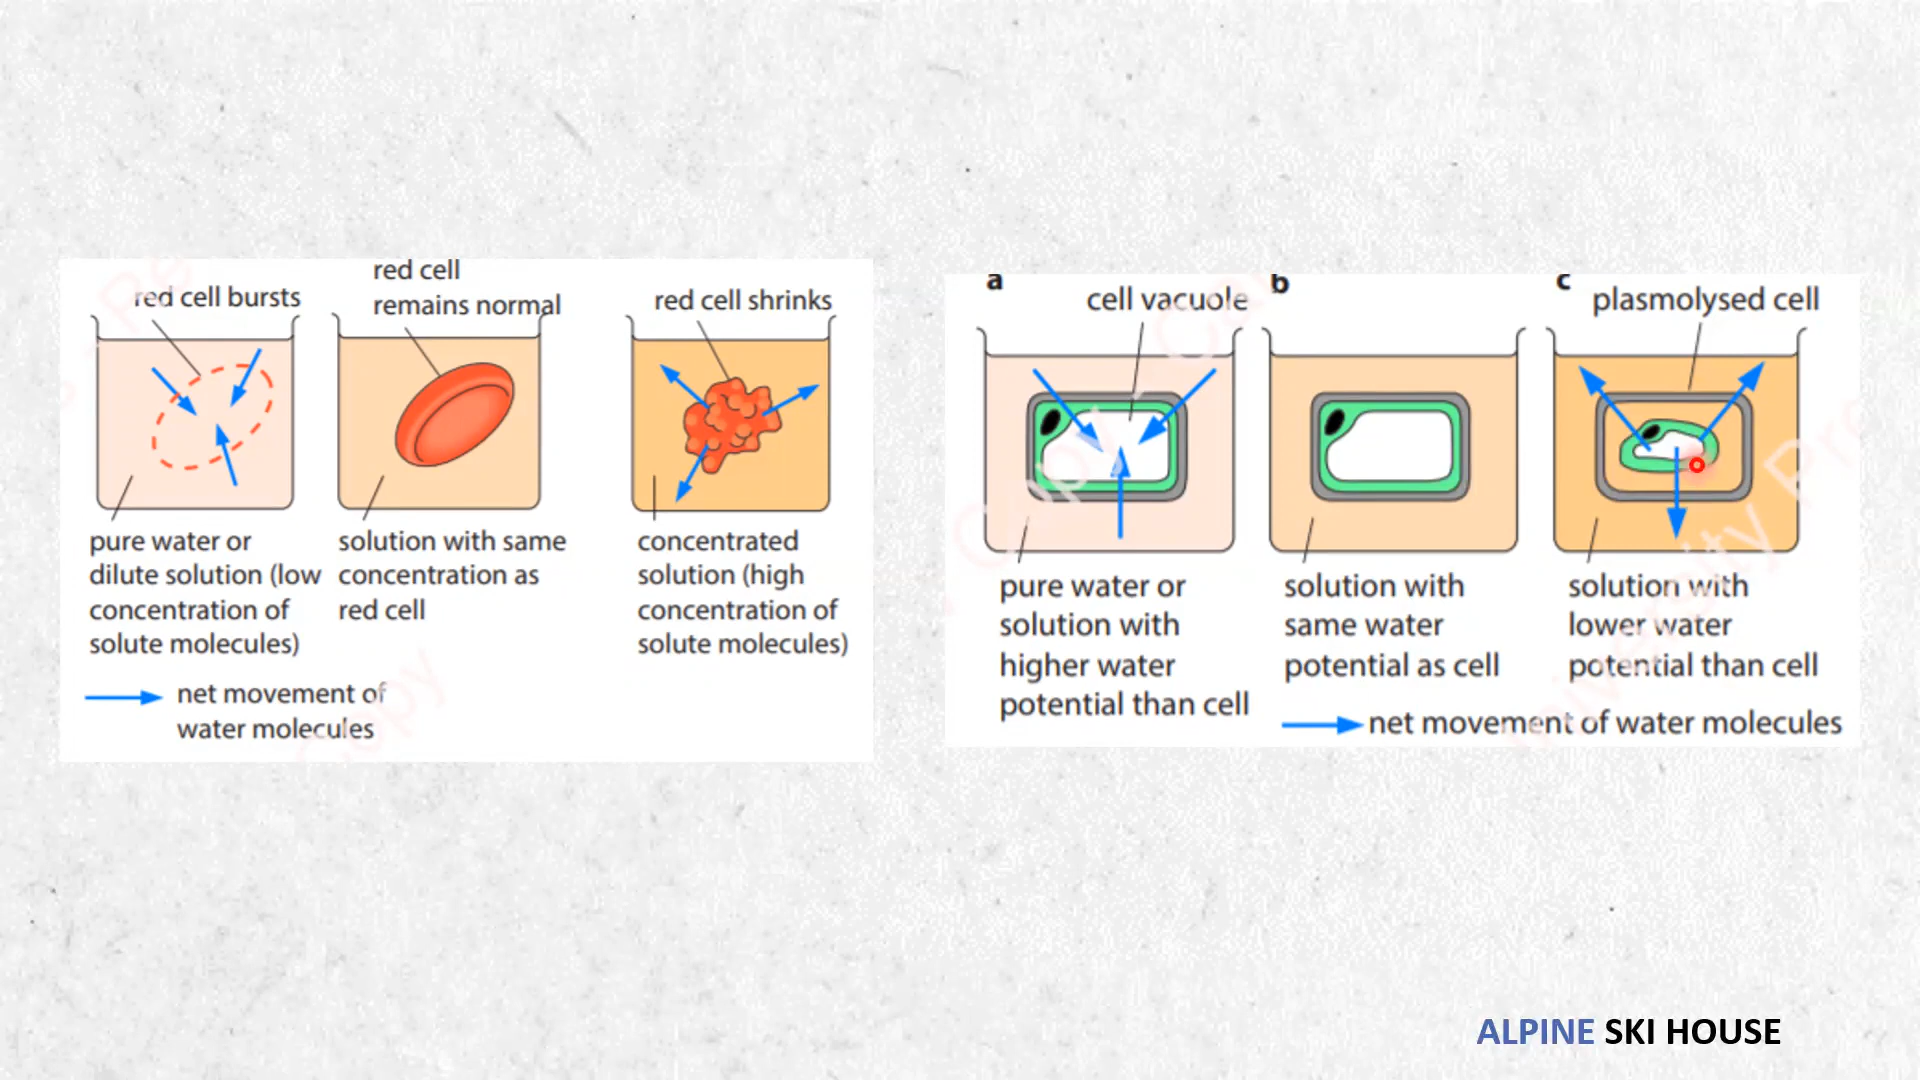 red cell bursts
red cell
remains normal
red cell shrinks
pure water or
dilute solution (low
concentration of
solute molecules)
solution with same
concentration as
red cell
concentrated
solution (high
concentration of
solute molecules)
net movement of
water molecules
a
cell vacuole
b
c
plasmolysed cell
pure water or
solution with
higher water
potential than cell
solution with
same water
potential as cell
solution with
lower water
potential than cell
net movement of water molecules
Copy
Copy
ALPINE SKI HOUSE